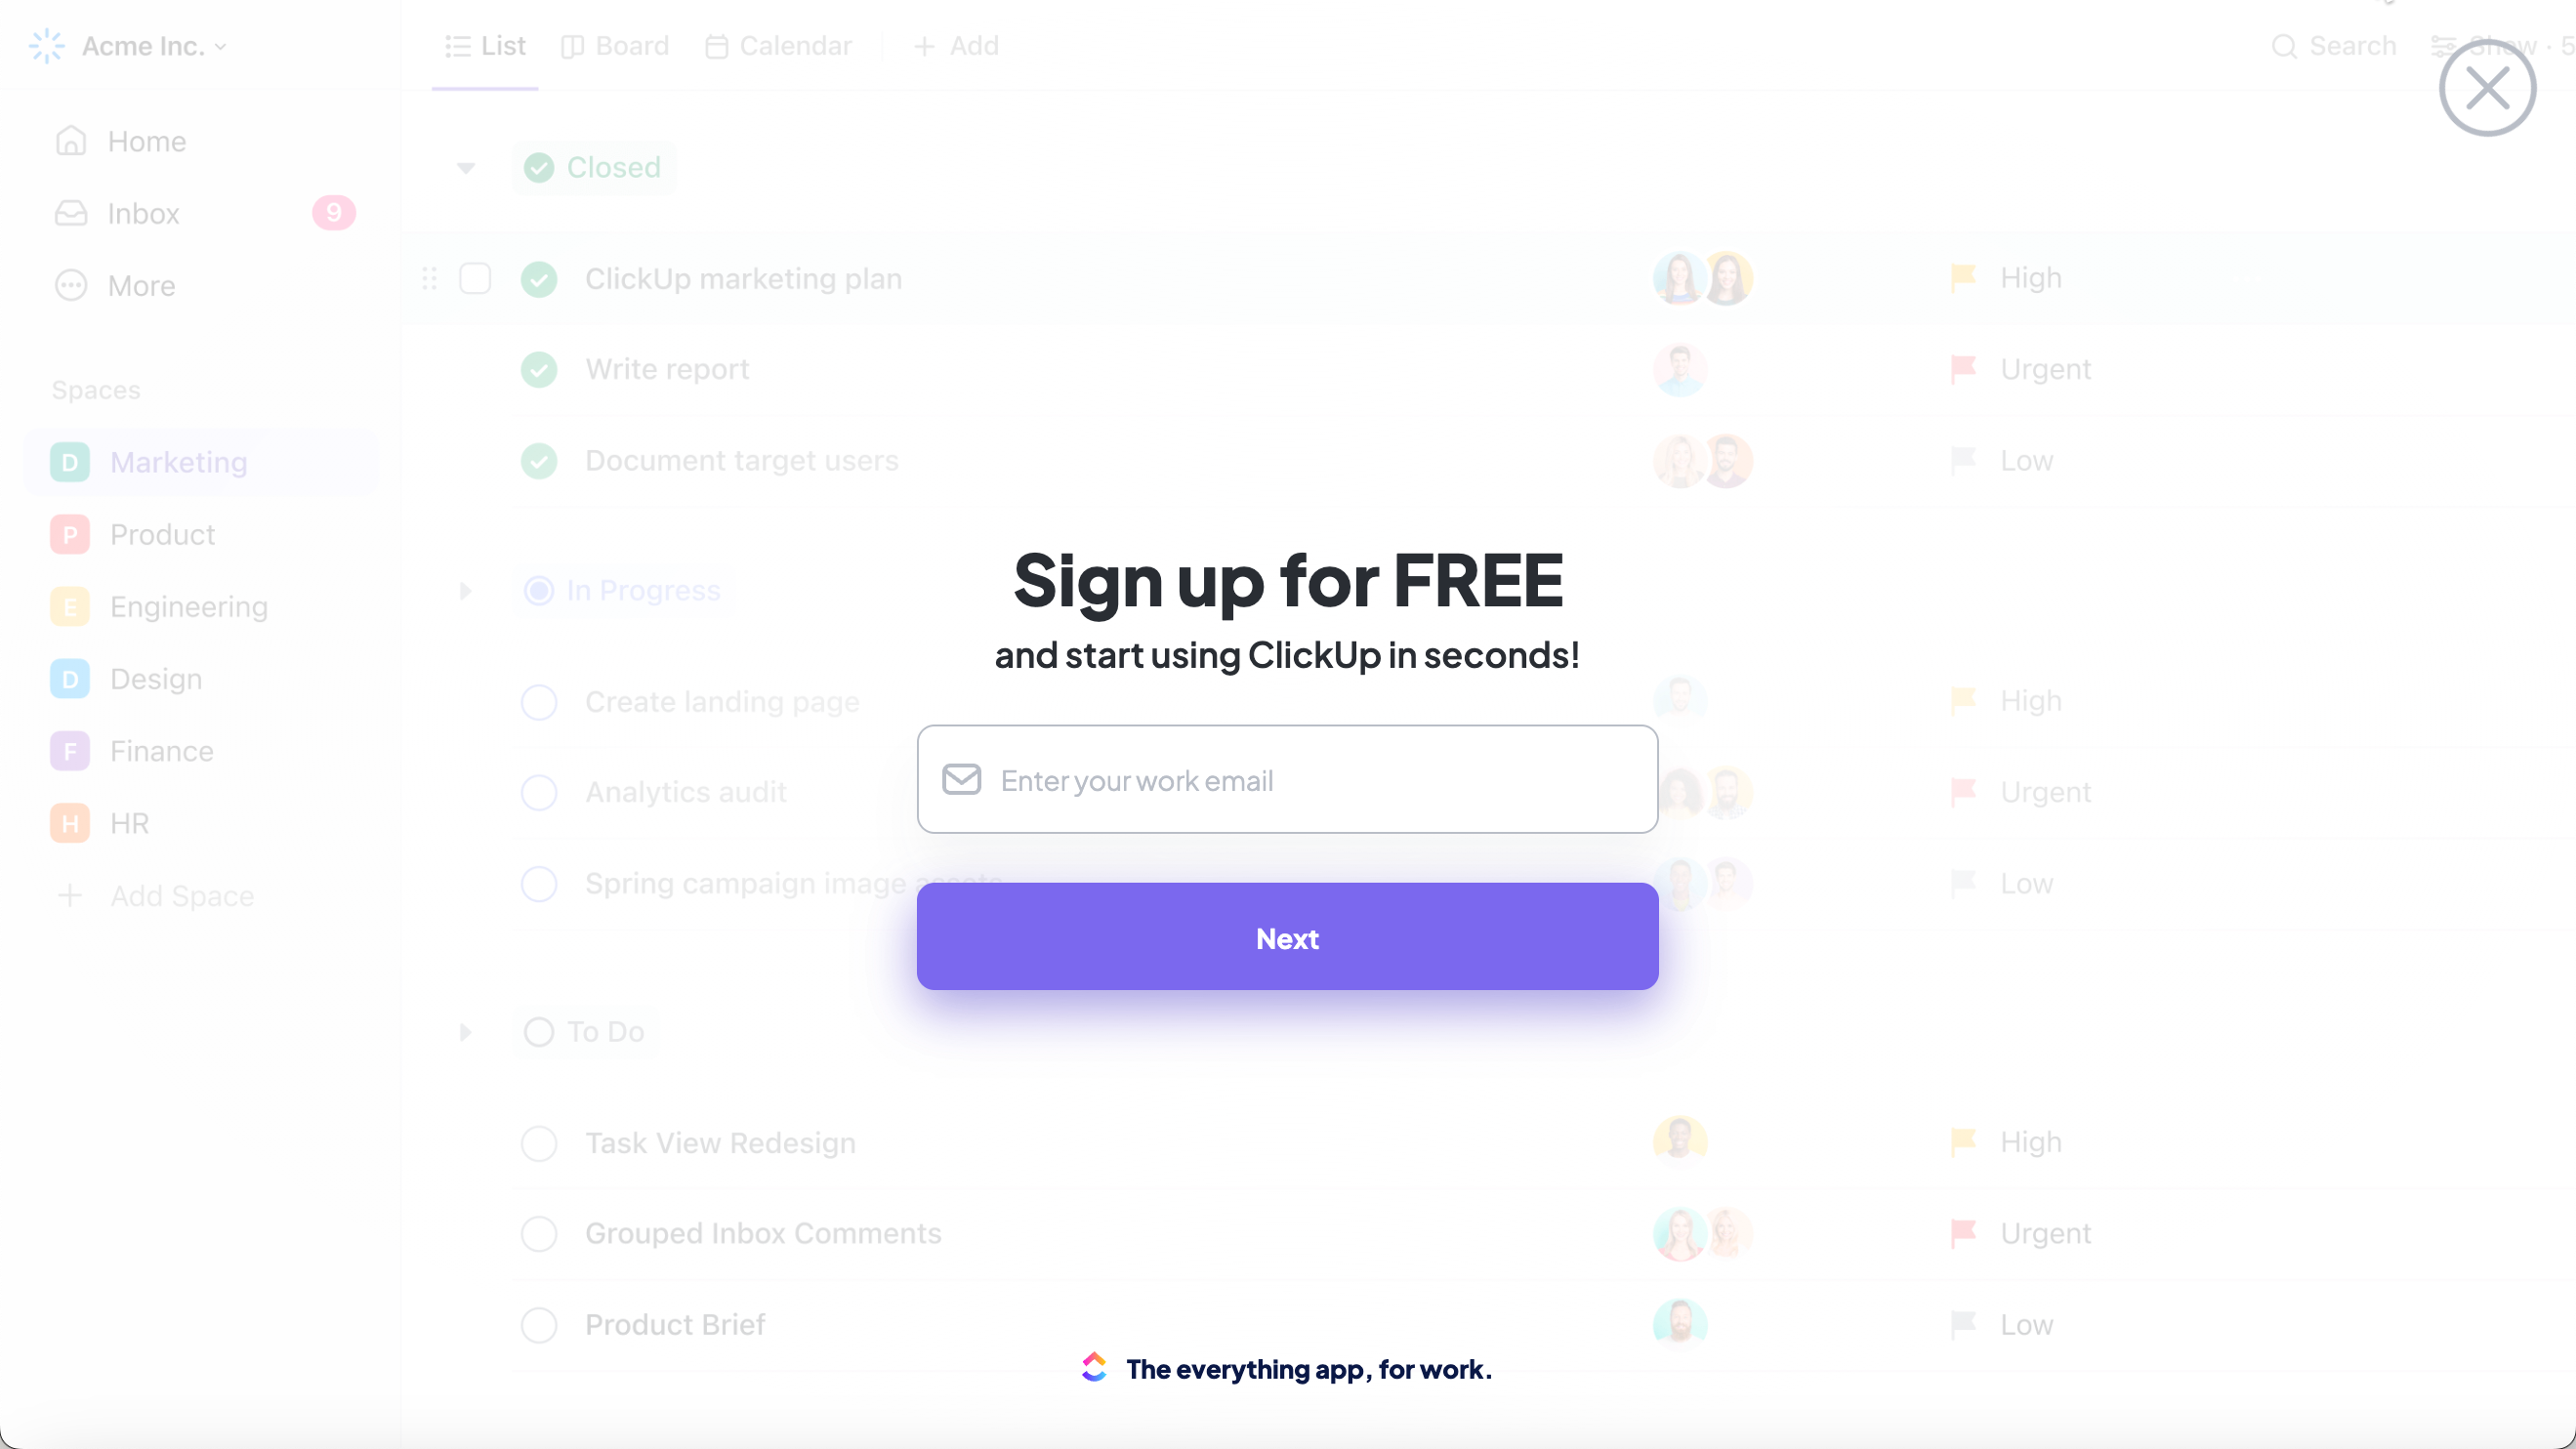 Acme Inc.
List
Board
Calendar
Add
Search
Show · 5
Home
Inbox
9
More
Spaces
D Marketing
P Product
E Engineering
D Design
F Finance
H HR
Add Space
Closed
ClickUp marketing plan
High
Write report
Urgent
Document target users
Low
In Progress
Create landing page
High
Analytics audit
Urgent
Spring campaign image assets
Low
To Do
Task View Redesign
High
Grouped Inbox Comments
Urgent
Product Brief
Low
Sign up for FREE
and start using ClickUp in seconds!
Enter your work email
Next
The everything app, for work.